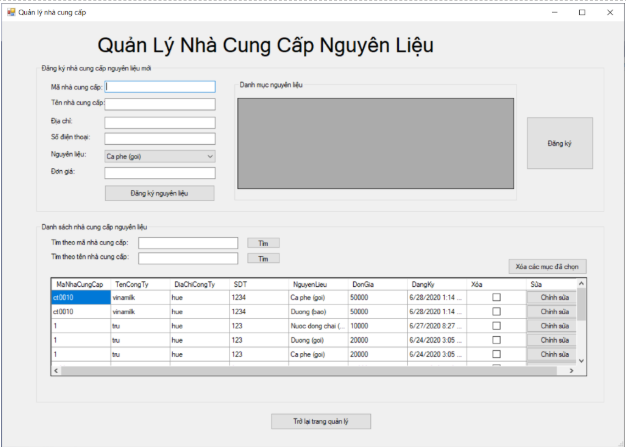 Quản lý nhà cung cấp
Quản Lý Nhà Cung Cấp Nguyên Liệu
Đăng ký nhà cung cấp nguyên liệu mới
Mã nhà cung cấp:
Tên nhà cung cấp:
Địa chỉ:
Số điện thoại:
Nguyên liệu: Ca phe (goi)
Đơn giá:
Đăng ký nguyên liệu
Danh mục nguyên liệu
Đăng ký
Danh sách nhà cung cấp nguyên liệu
Tìm theo mã nhà cung cấp: Tìm
Tìm theo tên nhà cung cấp: Tìm
Xóa các mục đã chọn
MaNhaCungCap TenCongTy DiaChiCongTy SDT NguyenLieu DonGia DangKy Xóa Sửa
ct0010 vinamilk hue 1234 Ca phe (goi) 50000 6/28/2020 1:14 ... Chỉnh sửa
ct0010 vinamilk hue 1234 Duong (bao) 50000 6/28/2020 1:14 ... Chỉnh sửa
1 tru hue 123 Nuoc dong chai (... 10000 6/27/2020 8:27 ... Chỉnh sửa
1 tru hue 123 Duong (goi) 20000 6/24/2020 3:05 ... Chỉnh sửa
1 tru hue 123 Ca phe (goi) 20000 6/24/2020 3:05 ... Chỉnh sửa
Trở lại trang quản lý